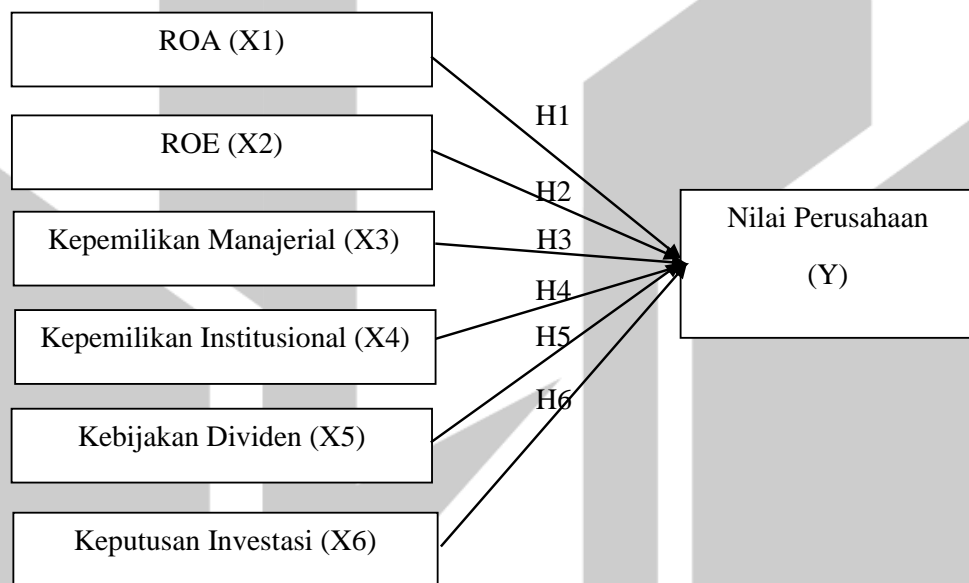 ROA (X1)
H1
ROE (X2)
H2
Nilai Perusahaan
(Y)
Kepemilikan Manajerial (X3)
H3
H4
Kepemilikan Institusional (X4)
H5
H6
Kebijakan Dividen (X5)
Keputusan Investasi (X6)